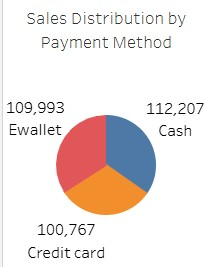 Sales Distribution by
Payment Method
109,993
Ewallet
112,207
Cash
100,767
Credit card